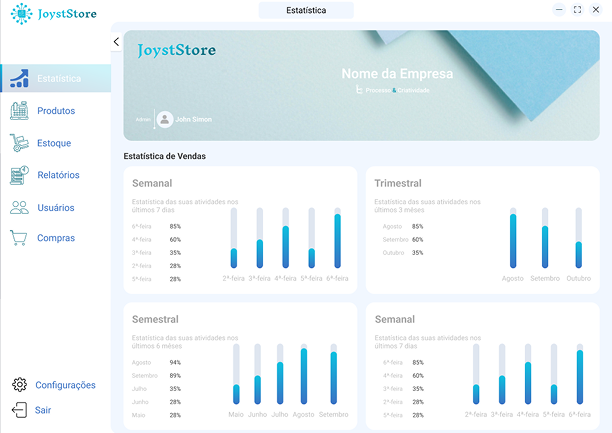 JoystStore
Estatística
Estatística
Produtos
Estoque
Relatórios
Usuários
Compras
Configurações
Sair
JoystStore
Nome da Empresa
Processo & Criatividade
Admin
John Simon
Estatística de Vendas
Semanal
Estatística das suas atividades nos
últimos 7 dias
6ª-feira 85%
4ª-feira 60%
3ª-feira 35%
2ª-feira 28%
5ª-feira 28%
2ª-feira 3ª-feira 4ª-feira 5ª-feira 6ª-feira
Trimestral
Estatística das suas atividades nos
últimos 3 mêses
Agosto 85%
Setembro 60%
Outubro 35%
Agosto Setembro Outubro
Semestral
Estatística das suas atividades nos
últimos 6 mêses
Agosto 94%
Setembro 89%
Julho 35%
Junho 28%
Maio 28%
Maio Junho Julho Agosto Setembro
Semanal
Estatística das suas atividades nos
últimos 7 dias
6ª-feira 85%
4ª-feira 60%
3ª-feira 35%
2ª-feira 28%
5ª-feira 28%
2ª-feira 3ª-feira 4ª-feira 5ª-feira 6ª-feira